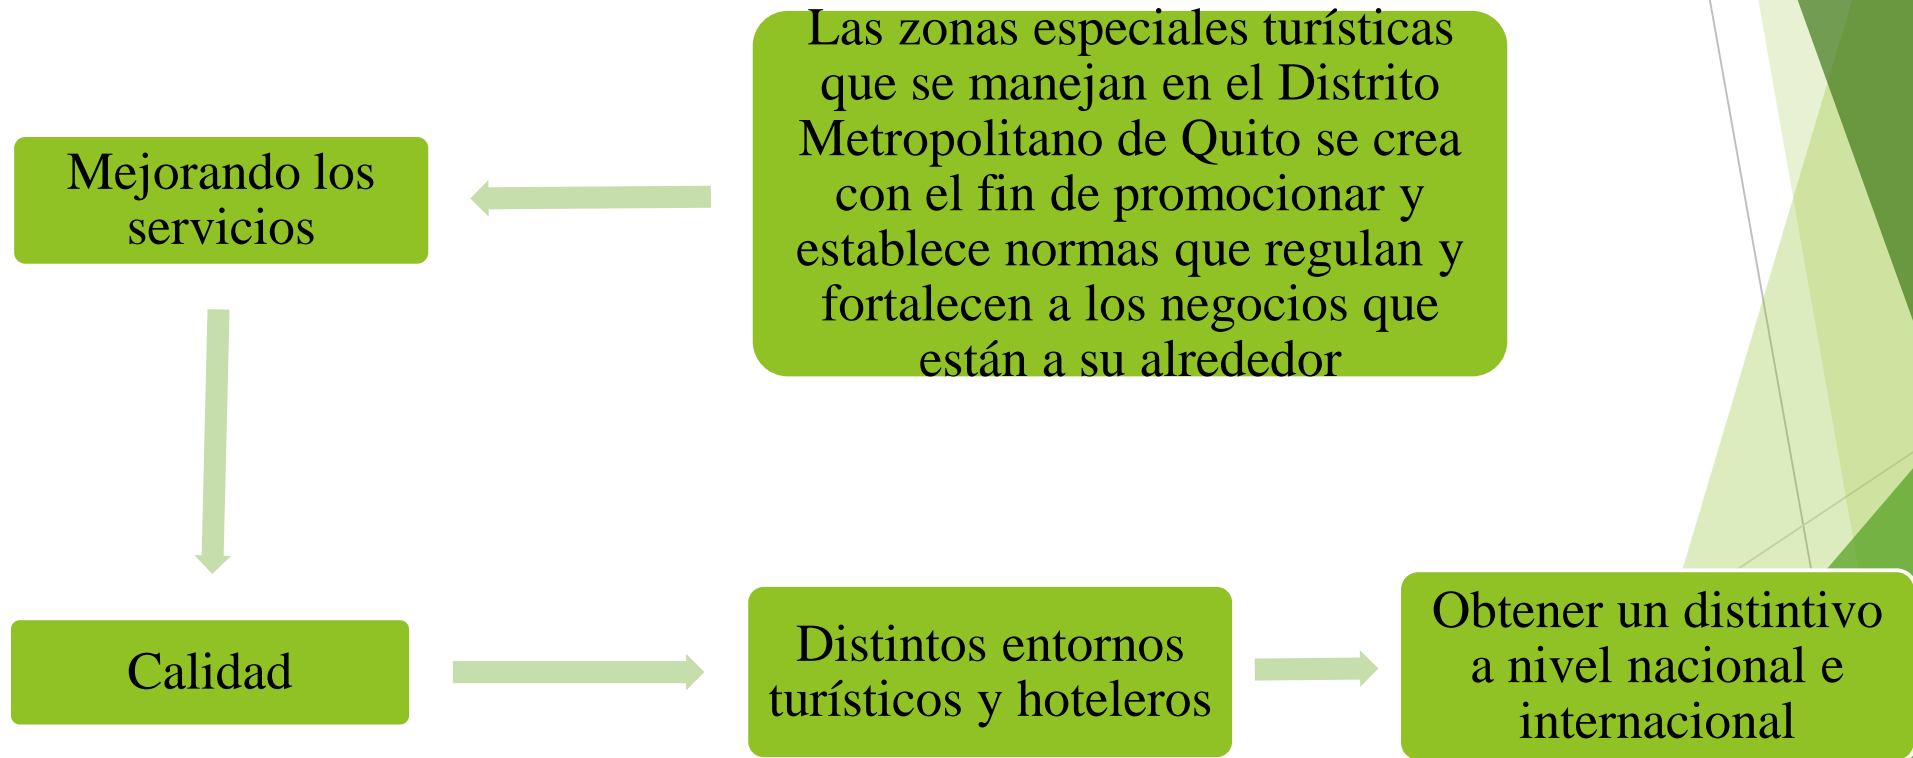 Las zonas especiales turísticas
que se manejan en el Distrito
Metropolitano de Quito se crea
con el fin de promocionar y
establece normas que regulan y
fortalecen a los negocios que
están a su alrededor
Mejorando los
servicios
Calidad
Distintos entornos
turísticos y hoteleros
Obtener un distintivo
a nivel nacional e
internacional